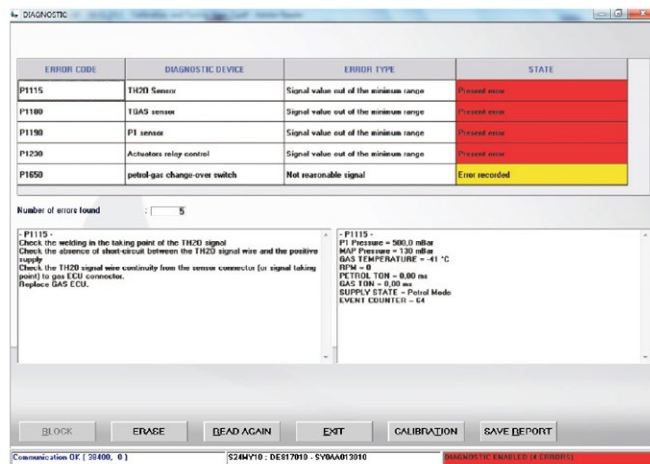 DIAGNOSTIC
ERROR CODE DIAGNOSTIC DEVICE ERROR TYPE STATE
P1115 TH2O Sensor Signal value out of the minimum range Present error
P1180 TGAS sensor Signal value out of the minimum range Present error
P1190 P1 sensor Signal value out of the minimum range Present error
P1230 Actuators relay control Signal value out of the minimum range Present error
P1650 petrol-gas change-over switch Not reasonable signal Error recorded
Number of errors found : 5
- P1115 -
Check the welding in the taking point of the TH2O signal
Check the absence of short-circuit between the TH2O signal wire and the positive
supply
Check the TH2O signal wire continuity from the sensor connector (or signal taking
point) to gas ECU connector.
Replace GAS ECU.
- P1115 -
P1 Pressure = 500,0 mBar
MAP Pressure = 130 mBar
GAS TEMPERATURE = -41 °C
RPM = 0
PETROL TON = 0,00 ms
GAS TON = 0,00 ms
SUPPLY STATE = Petrol Mode
EVENT COUNTER = 64
BLOCK ERASE READ AGAIN EXIT CALIBRATION SAVE REPORT
Communication OK ( 38400, 0 ) S24MY10 : DE817010 - SY0AA012010 DIAGNOSTIC ENABLED (4 ERRORS)